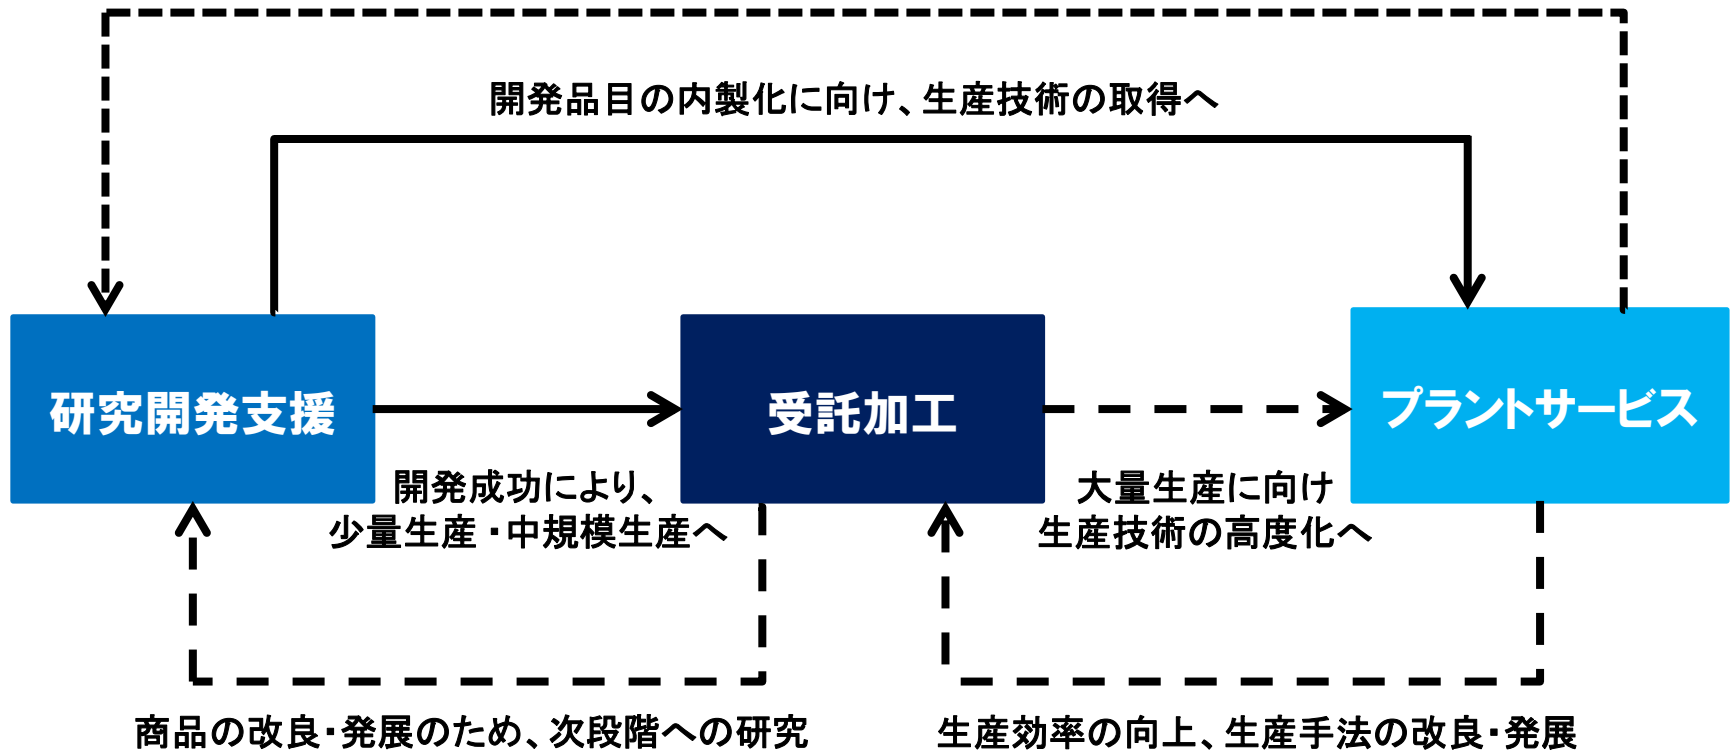 開発品目の内製化に向け、生産技術の取得へ
研究開発支援
受託加工
プラントサービス
開発成功により、
少量生産・中規模生産へ
大量生産に向け
生産技術の高度化へ
商品の改良・発展のため、次段階への研究
生産効率の向上、生産手法の改良・発展